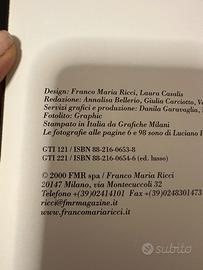 Design: Franco Maria Ricci, Laura Casalis
Redazione: Annalisa Bellerio, Giulia Carciotto,
Servizi grafici e produzione: Danila Garavaglia,
Fotolito: Graphic
Stampato in Italia da Grafiche Milani
Le fotografie alle pagine 6 e 98 sono di Luciano
GTI 121 / ISBN 88-216-0653-8
GTI 221 / ISBN 88-216-0654-6 (ed. lusso)
© 2000 FMR spa / Franco Maria Ricci
20147 Milano, via Montecuccoli 32
Telefono +(39)02414101 Fax +(39)0248301473
ricci@fmrmagazine.it
www.francomariaricci.com
subito